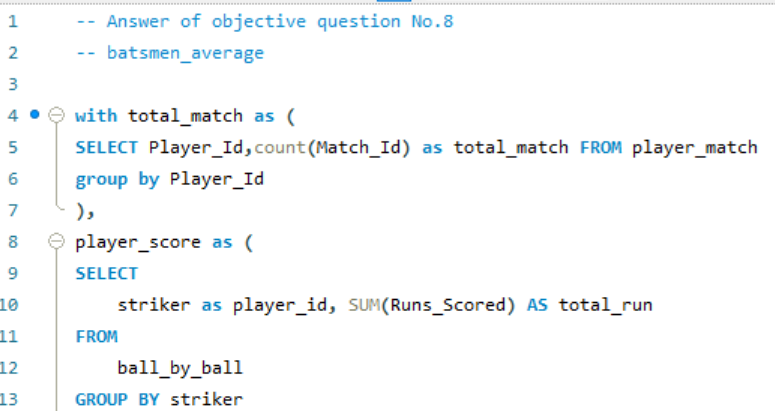 1 -- Answer of objective question No.8
2 -- batsmen_average
3
4 with total_match as (
5 SELECT Player_Id,count(Match_Id) as total_match FROM player_match
6 group by Player_Id
7 ),
8 player_score as (
9 SELECT
10 striker as player_id, SUM(Runs_Scored) AS total_run
11 FROM
12 ball_by_ball
13 GROUP BY striker